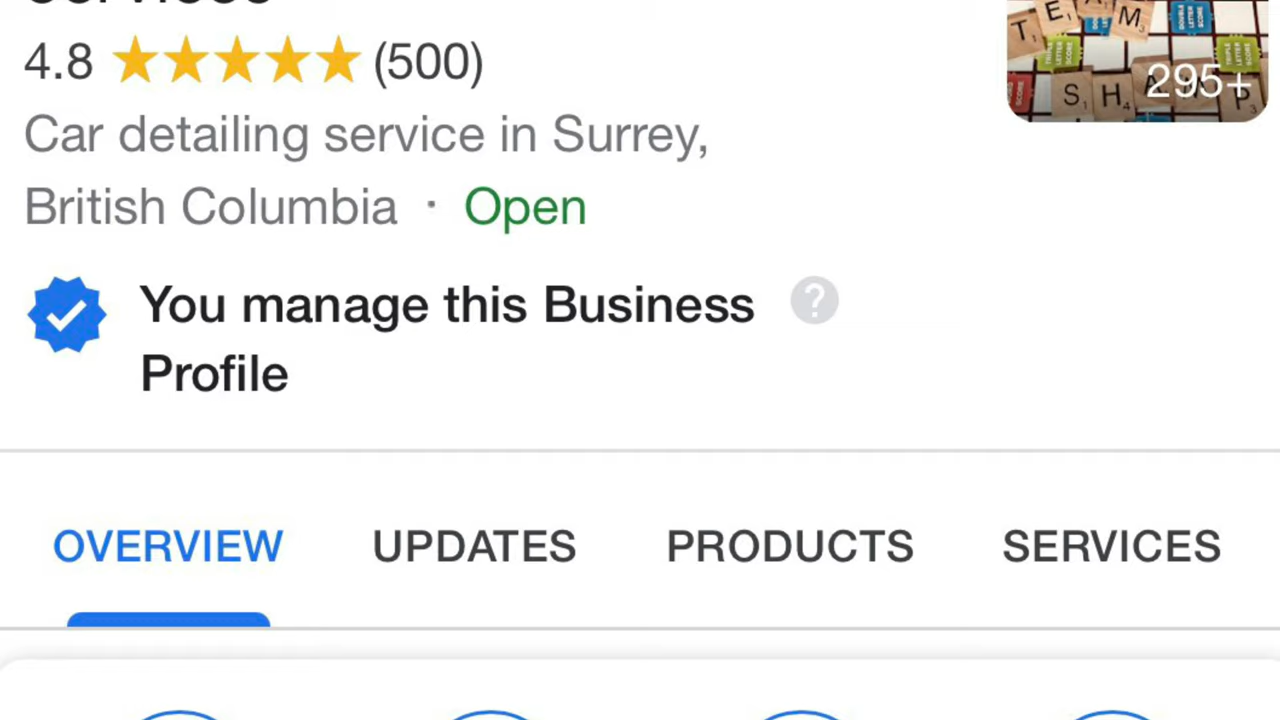 4.8 (500)
Car detailing service in Surrey,
British Columbia · Open
You manage this Business
Profile
?
295+
TEAM
S H P
OVERVIEW UPDATES PRODUCTS SERVICES